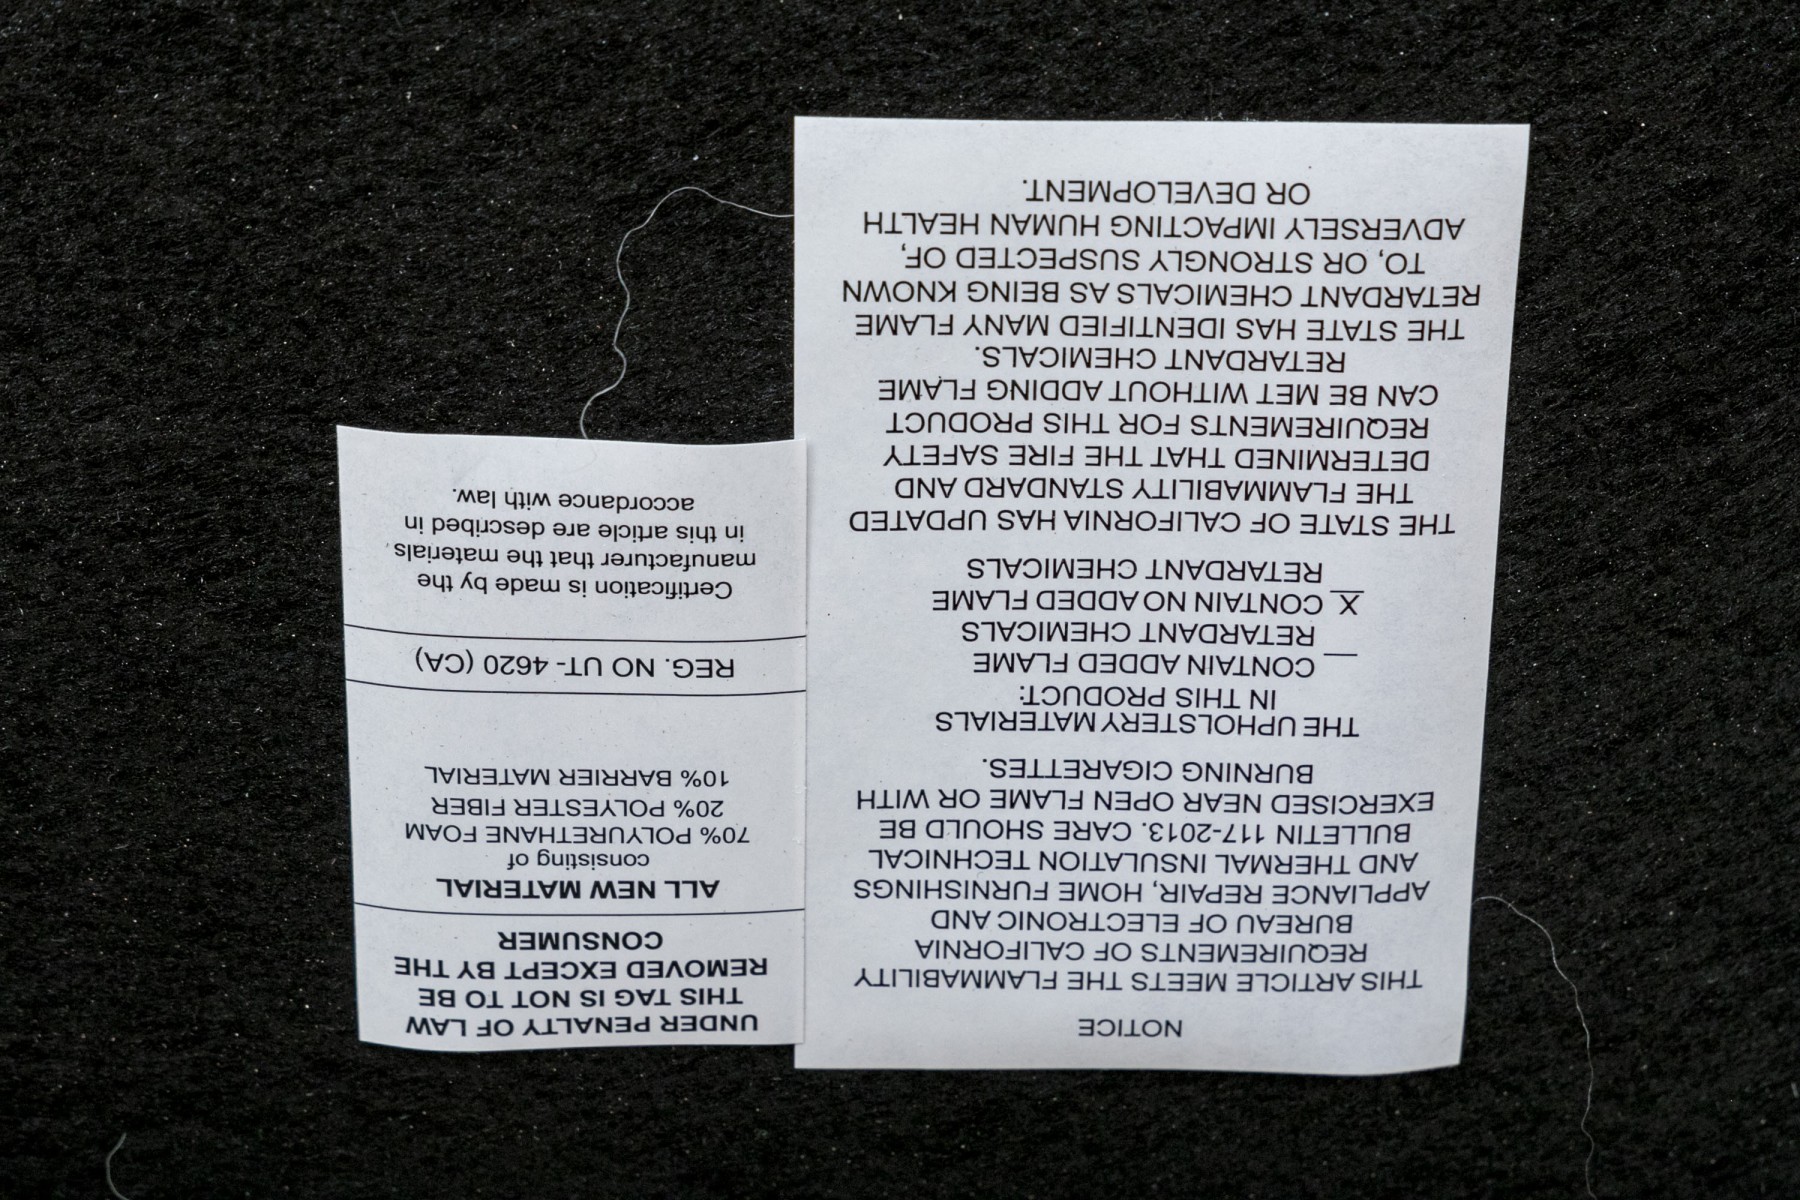 NOTICE
THIS ARTICLE MEETS THE FLAMMABILITY
REQUIREMENTS OF CALIFORNIA
BUREAU OF ELECTRONIC AND
APPLIANCE REPAIR, HOME FURNISHINGS
AND THERMAL INSULATION TECHNICAL
BULLETIN 117-2013. CARE SHOULD BE
EXERCISED NEAR OPEN FLAME OR WITH
BURNING CIGARETTES.
THE UPHOLSTERY MATERIALS
IN THIS PRODUCT:
__ CONTAIN ADDED FLAME
RETARDANT CHEMICALS
X CONTAIN NO ADDED FLAME
RETARDANT CHEMICALS
THE STATE OF CALIFORNIA HAS UPDATED
THE FLAMMABILITY STANDARD AND
DETERMINED THAT THE FIRE SAFETY
REQUIREMENTS FOR THIS PRODUCT
CAN BE MET WITHOUT ADDING FLAME
RETARDANT CHEMICALS.
THE STATE HAS IDENTIFIED MANY FLAME
RETARDANT CHEMICALS AS BEING KNOWN
TO, OR STRONGLY SUSPECTED OF,
ADVERSELY IMPACTING HUMAN HEALTH
OR DEVELOPMENT.
UNDER PENALTY OF LAW
THIS TAG IS NOT TO BE
REMOVED EXCEPT BY THE
CONSUMER
ALL NEW MATERIAL
consisting of
70% POLYURETHANE FOAM
20% POLYESTER FIBER
10% BARRIER MATERIAL
REG. NO UT- 4620 (CA)
Certification is made by the
manufacturer that the materials,
in this article are described in
accordance with law.